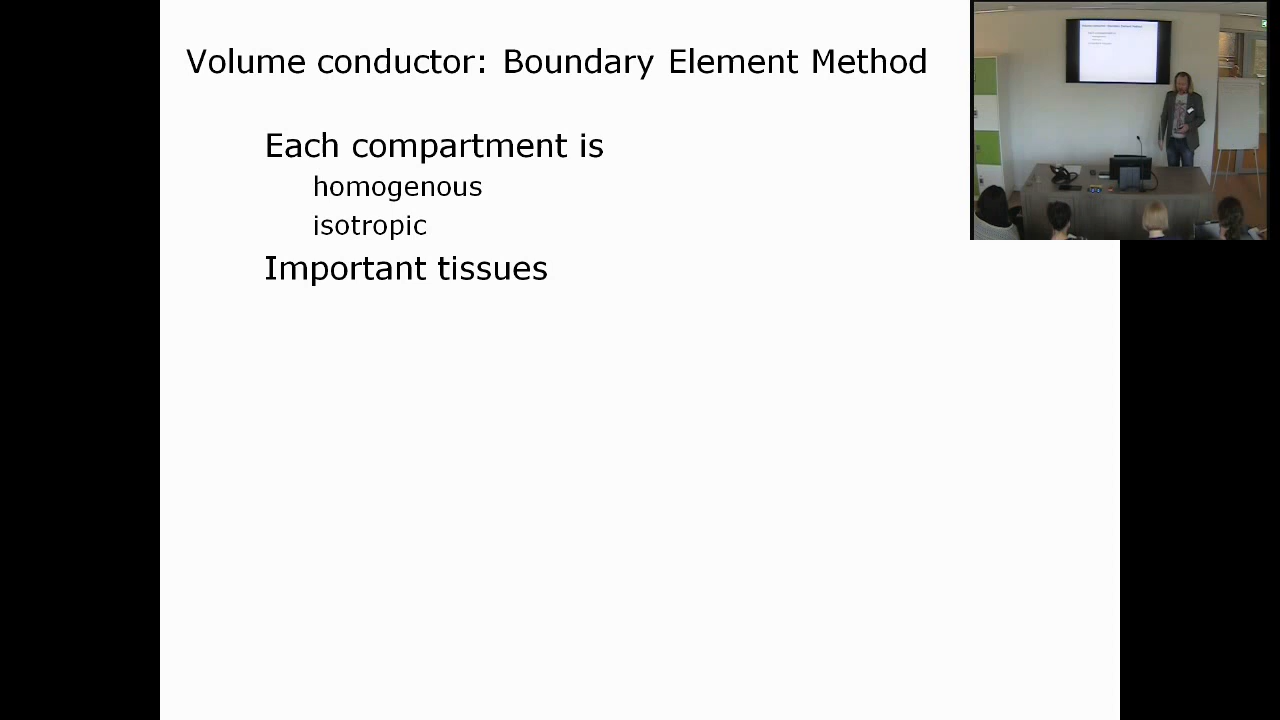 Volume conductor: Boundary Element Method
Each compartment is
homogenous
isotropic
Important tissues